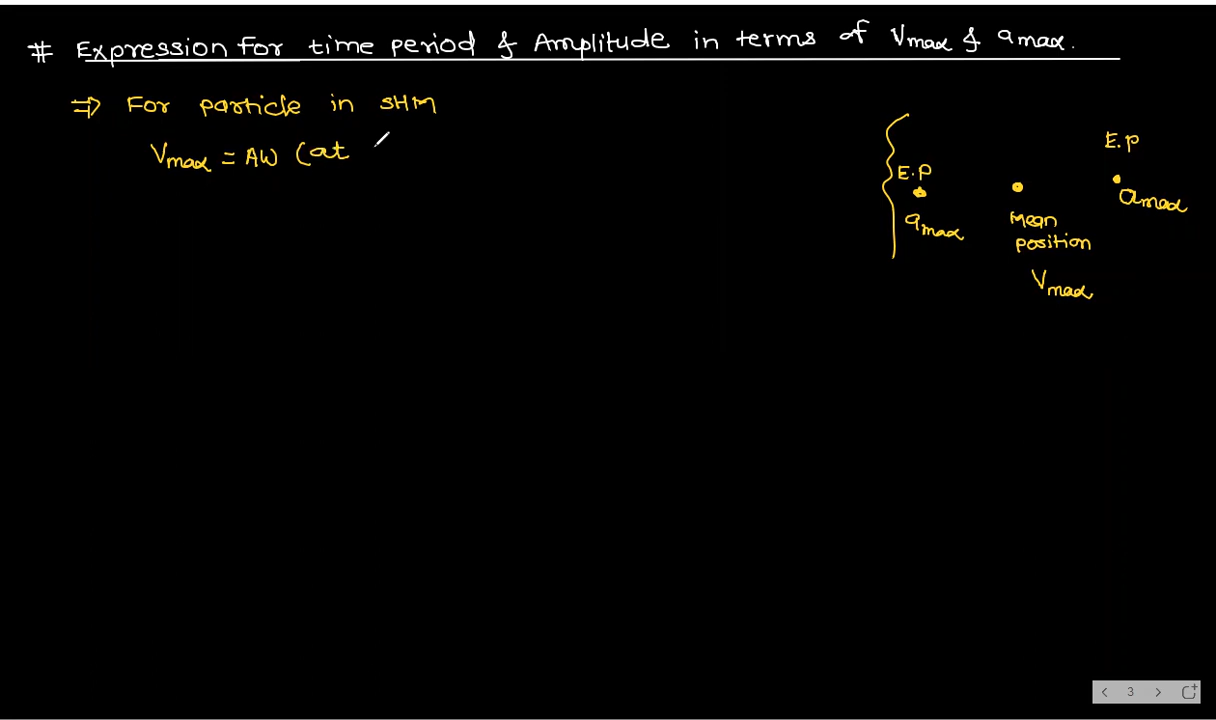 # Expression for time period & Amplitude in terms of Vmax & amax.
⇒ For particle in SHM
Vmax = AW (at
E.P
amax
Mean
position
Vmax
E.P
amax
< 3 >